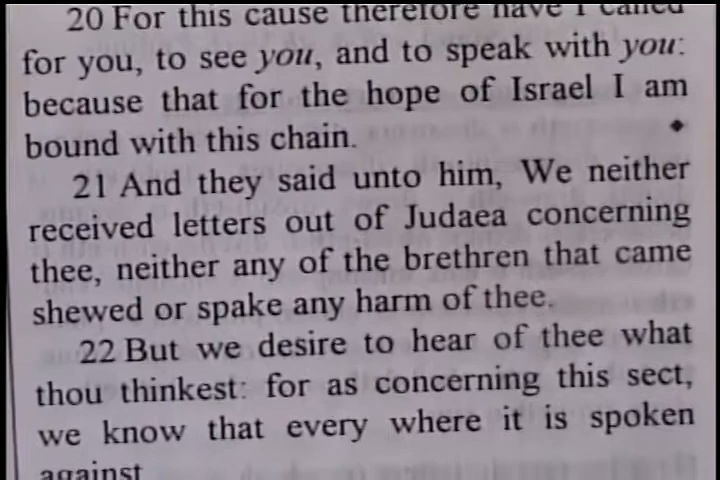 20 For this cause therefore have I called
for you, to see you, and to speak with you:
because that for the hope of Israel I am
bound with this chain.
21 And they said unto him, We neither
received letters out of Judaea concerning
thee, neither any of the brethren that came
shewed or spake any harm of thee.
22 But we desire to hear of thee what
thou thinkest: for as concerning this sect,
we know that every where it is spoken
against